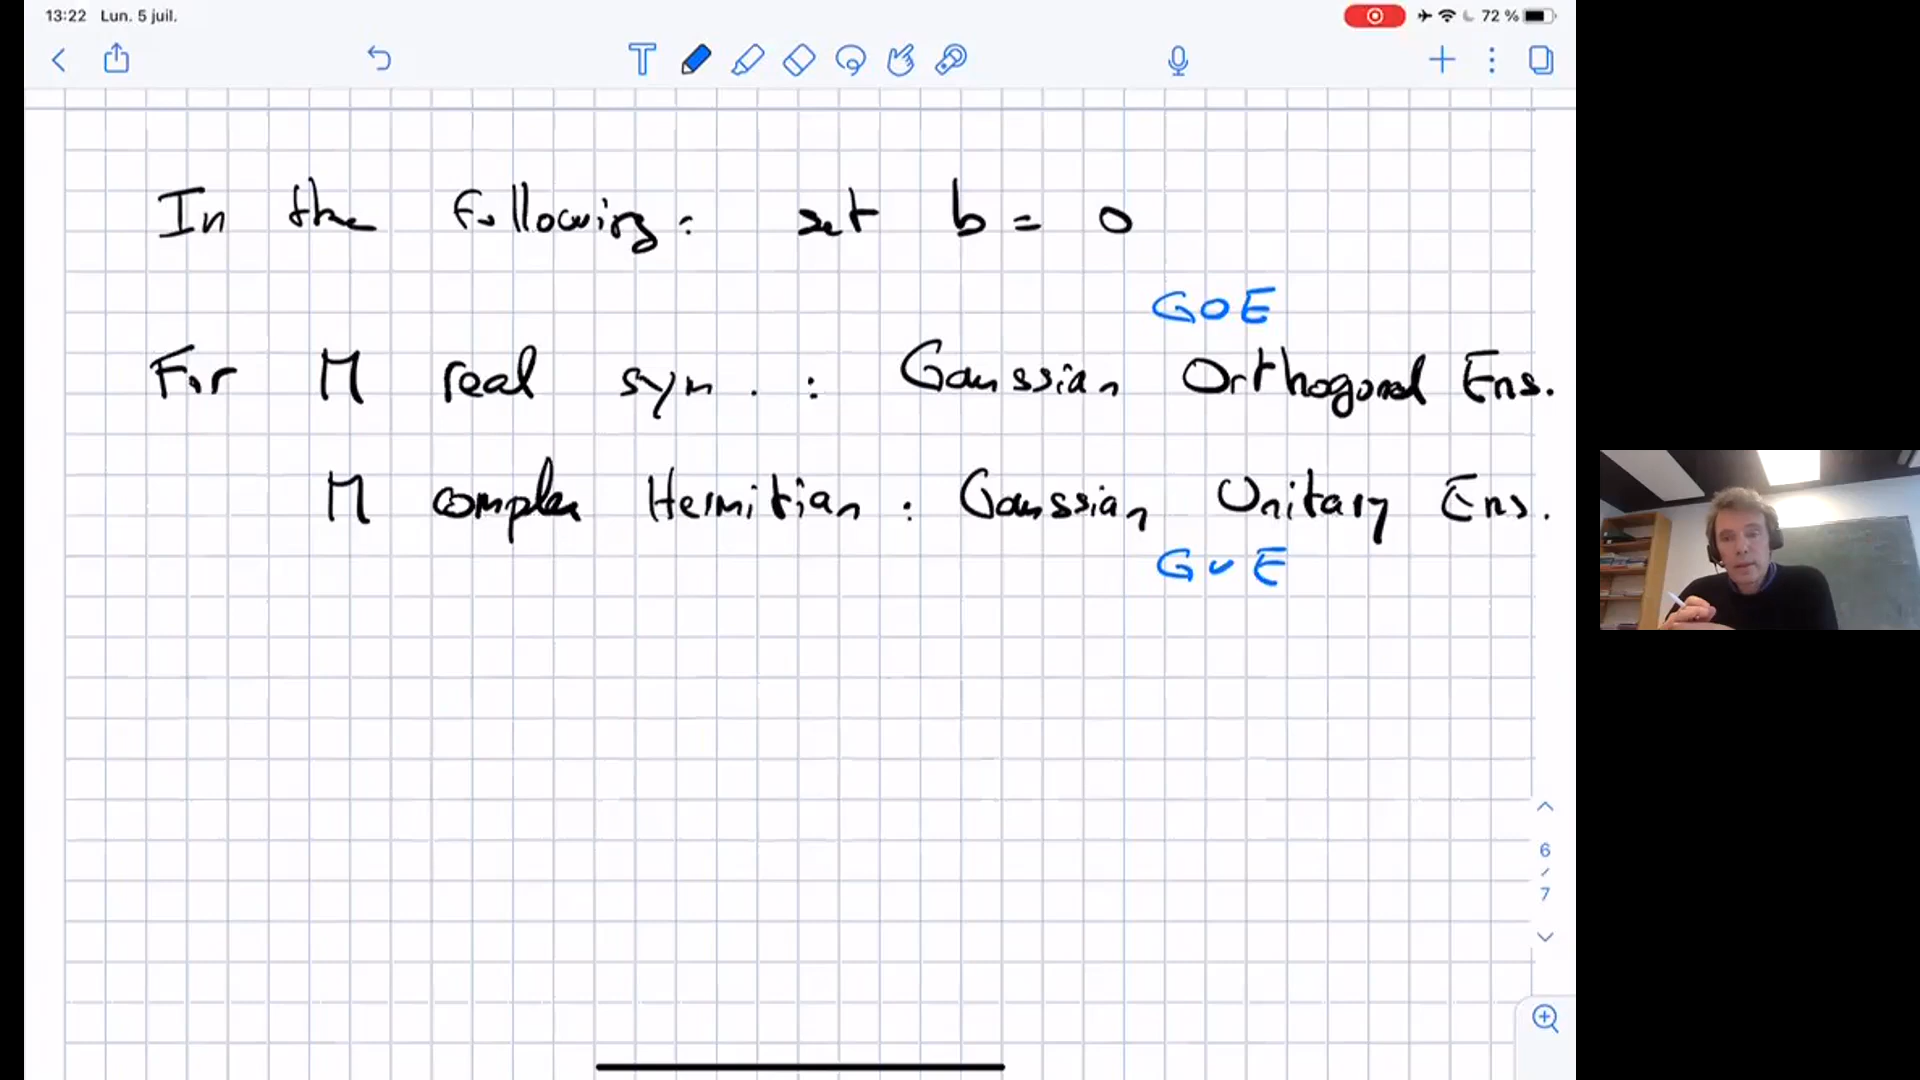 13:22 Lun. 5 juil. 72 %
In the following: set b = 0
GOE
For M real sym. : Gaussian Orthogonal Ens.
M complex Hermitian : Gaussian Unitary Ens.
GUE
6
/
7